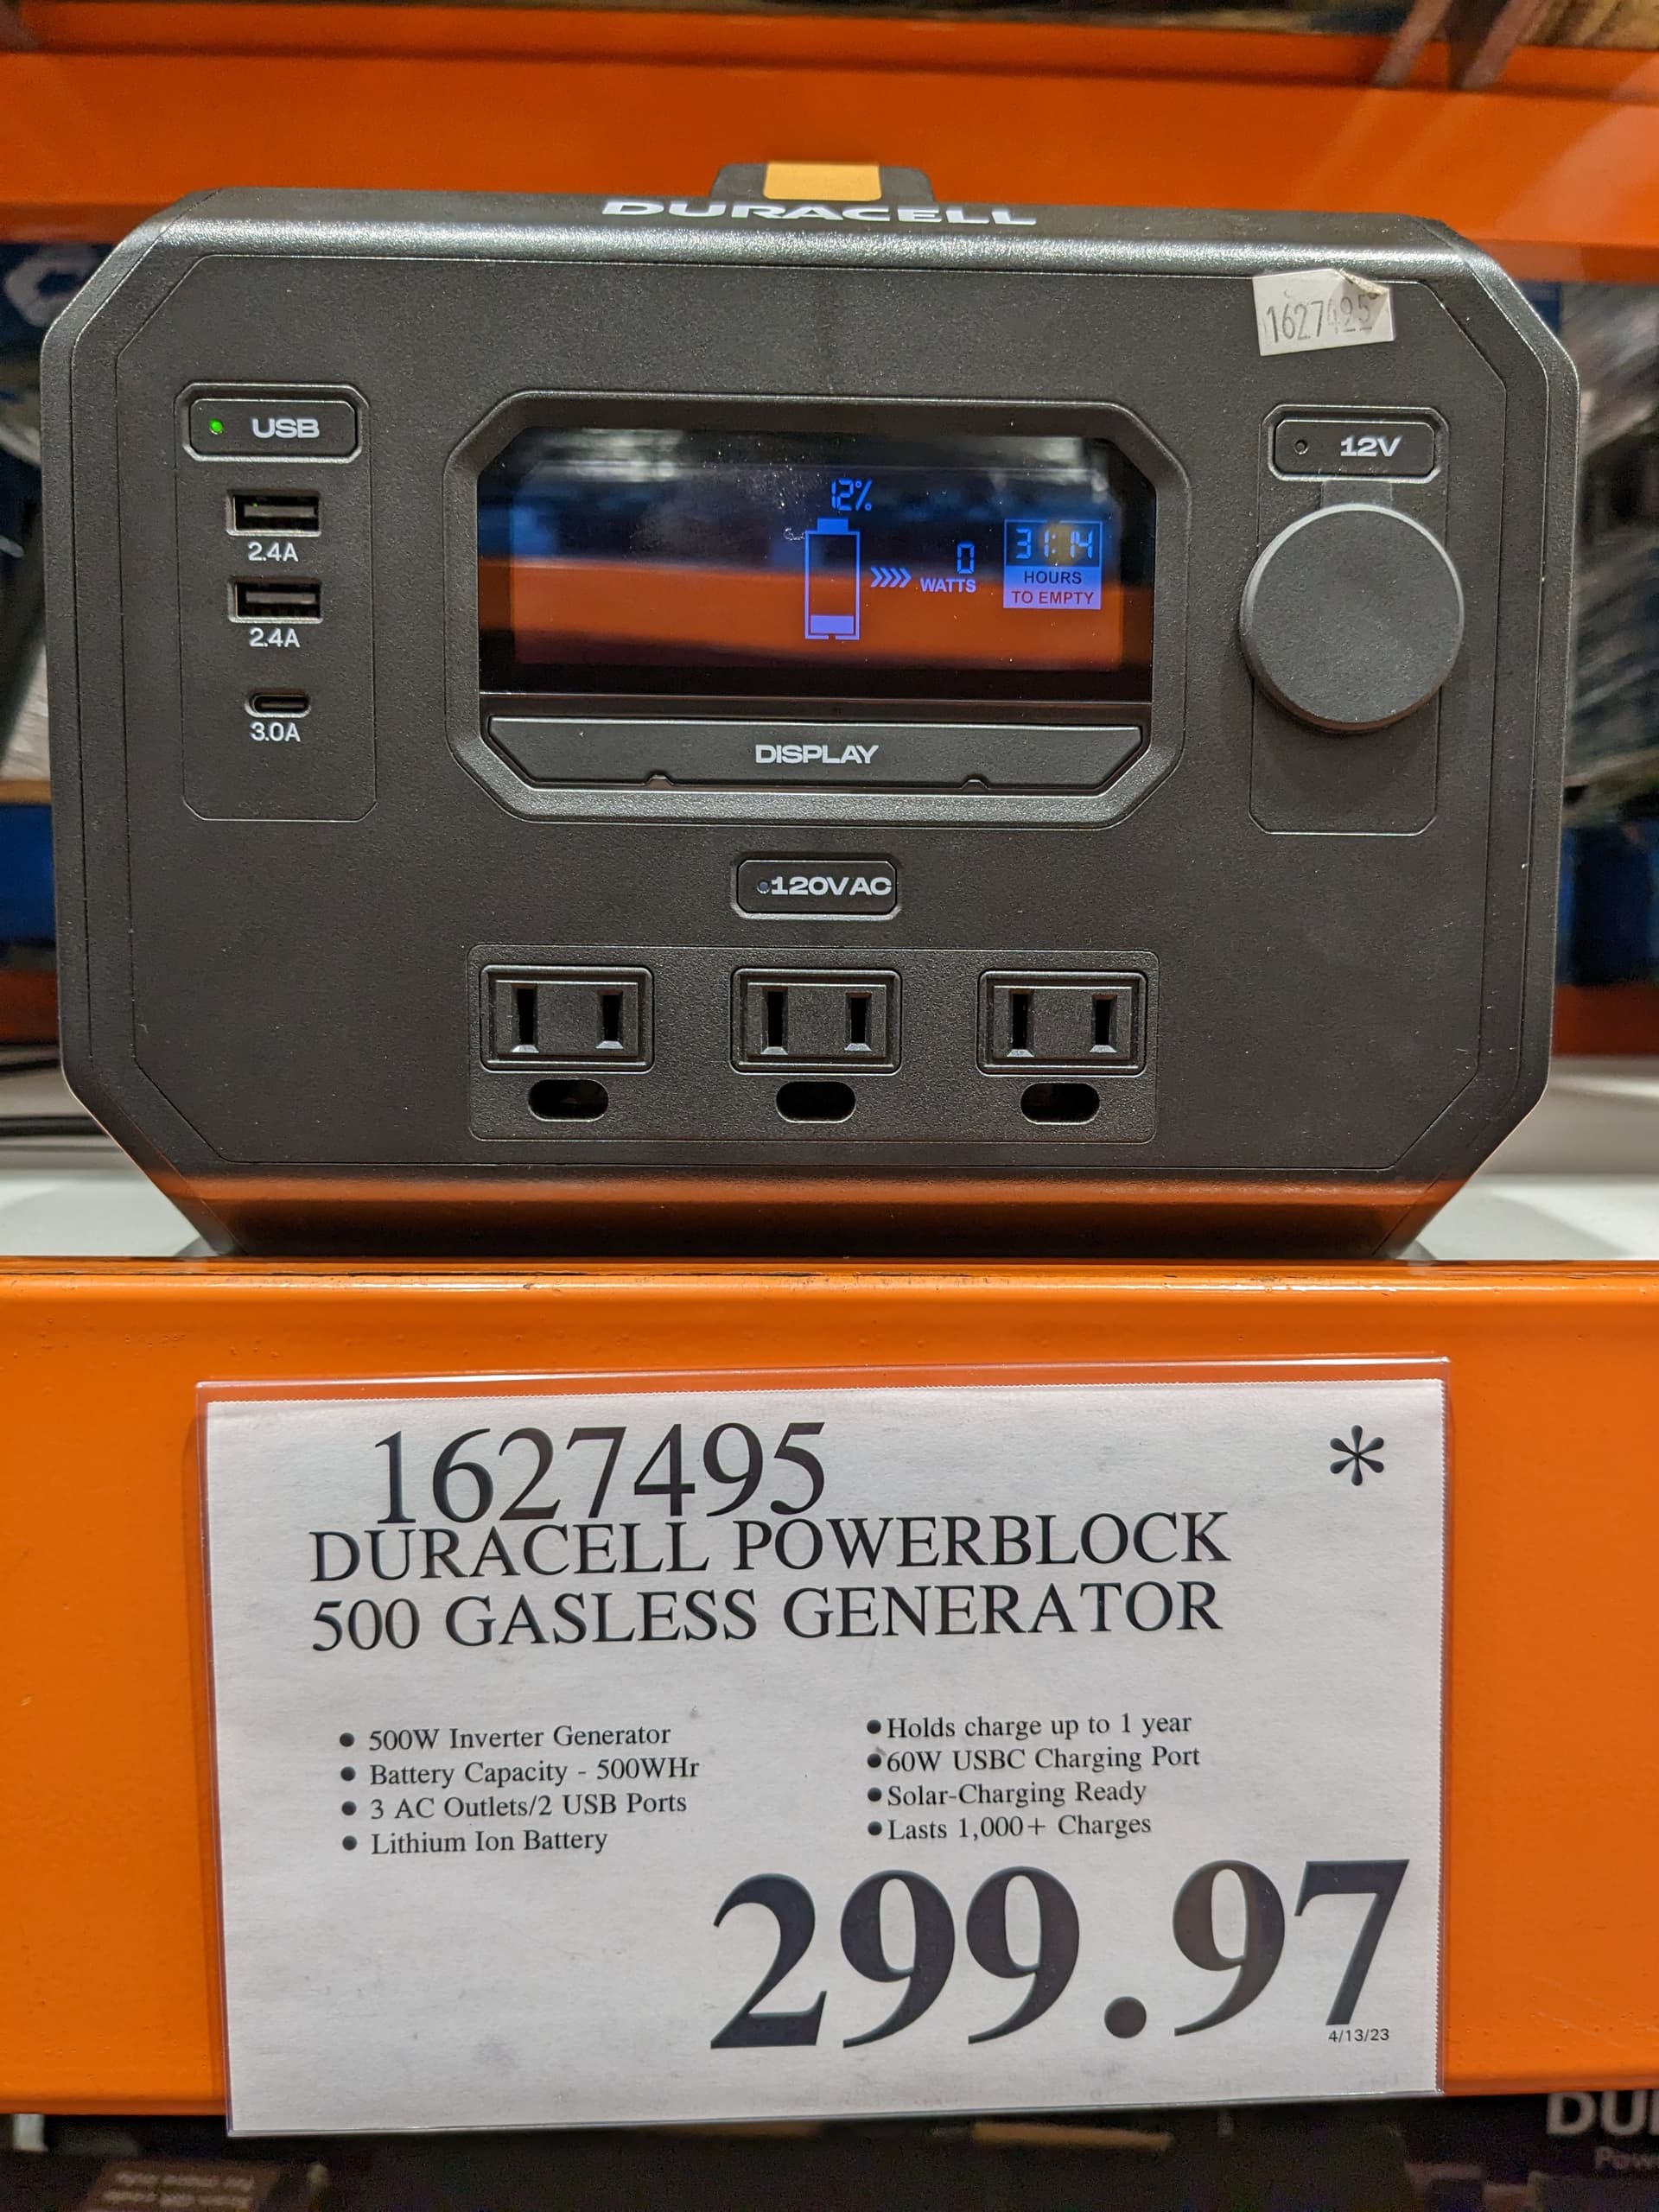 DURACELL
1627495
USB
12V
12%
2.4A
31:14
0
WATTS
HOURS
TO EMPTY
2.4A
3.0A
DISPLAY
120VAC
1627495
*
DURACELL POWERBLOCK
500 GASLESS GENERATOR
• 500W Inverter Generator
• Battery Capacity - 500WHr
• 3 AC Outlets/2 USB Ports
• Lithium Ion Battery
•Holds charge up to 1 year
•60W USBC Charging Port
•Solar-Charging Ready
•Lasts 1,000+ Charges
299.97
4/13/23